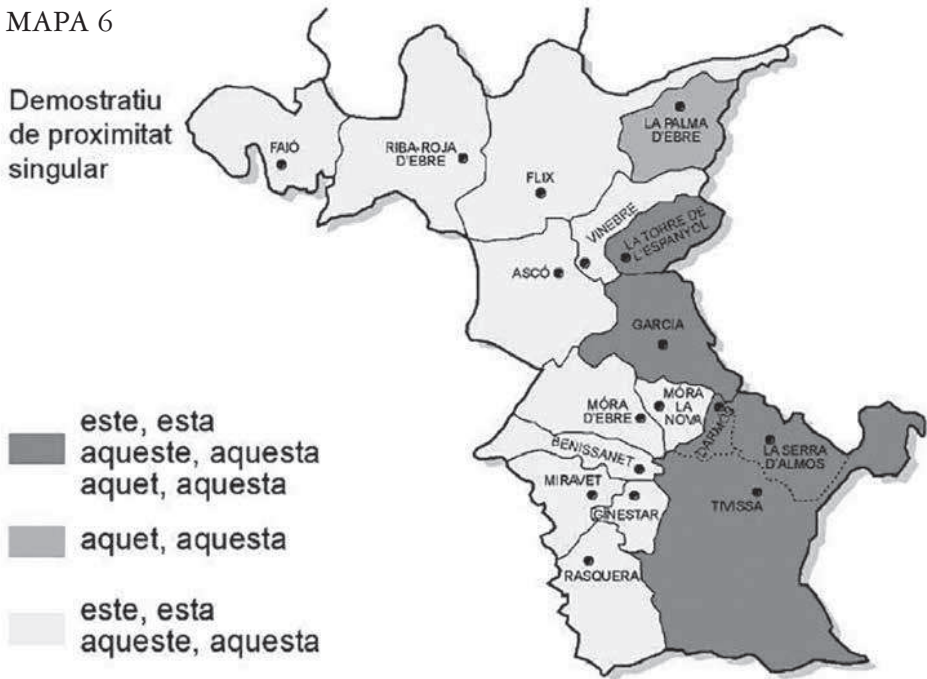 MAPA 6
Demostratiu
de proximitat
singular
FAIÓ
RIBA-ROJA
D'EBRE
FLIX
LA PALMA
D'EBRE
VINEBRE
LA TORRE DE
L'ESPANYOL
ASCÓ
GARCIA
MÓRA
D'EBRE
MÓRA
LA
NOVA
DARMÓS
LA SERRA
D'ALMOS
BENISSANET
MIRAVET
GINESTAR
TIVISSA
RASQUERA
este, esta
aqueste, aquesta
aquet, aquesta
aquet, aquesta
este, esta
aqueste, aquesta